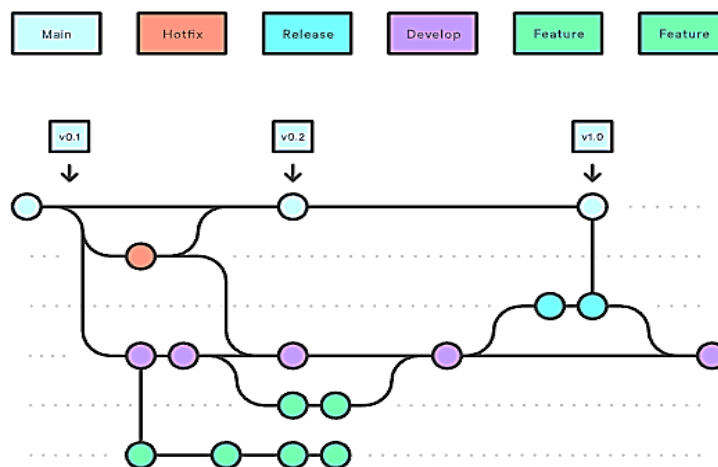 Main
Hotfix
Release
Develop
Feature
Feature
v0.1
v0.2
v1.0